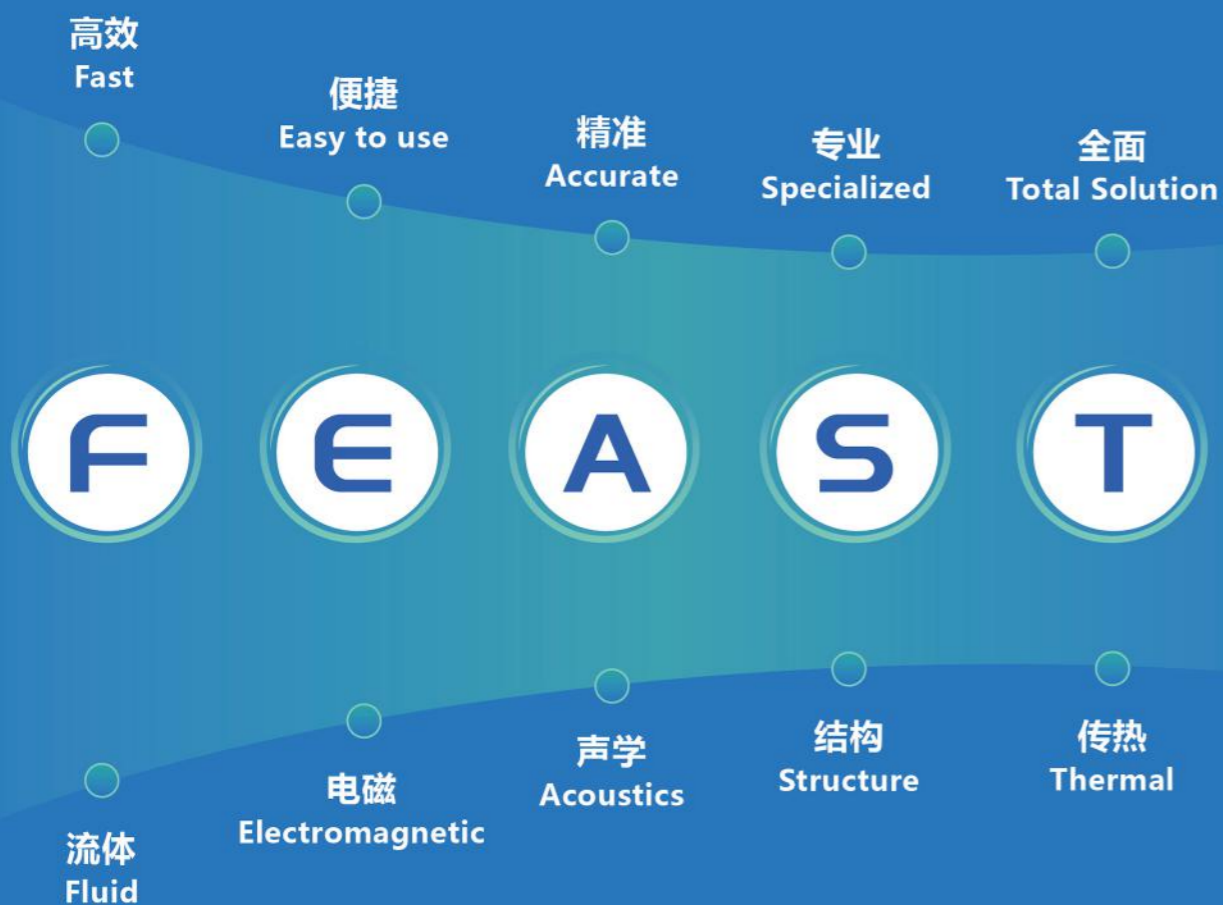 高效
Fast
便捷
Easy to use
精准
Accurate
专业
Specialized
全面
Total Solution
F E A S T
流体
Fluid
电磁
Electromagnetic
声学
Acoustics
结构
Structure
传热
Thermal